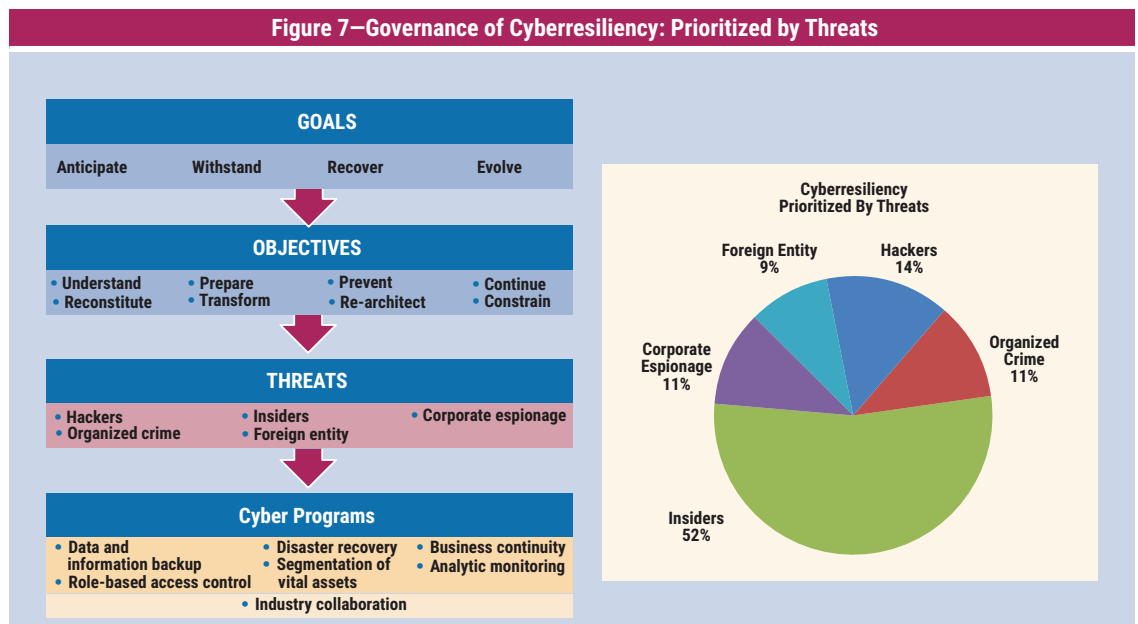 Figure 7—Governance of Cyberresiliency: Prioritized by Threats
GOALS
Anticipate Withstand Recover Evolve
OBJECTIVES
• Understand • Prepare • Prevent • Continue
• Reconstitute • Transform • Re-architect • Constrain
THREATS
• Hackers • Insiders • Corporate espionage
• Organized crime • Foreign entity
Cyber Programs
• Data and
information backup
• Role-based access control
• Disaster recovery
• Segmentation of
vital assets
• Business continuity
• Analytic monitoring
• Industry collaboration
Cyberresiliency
Prioritized By Threats
Foreign Entity
9%
Hackers
14%
Organized
Crime
11%
Corporate
Espionage
11%
Insiders
52%